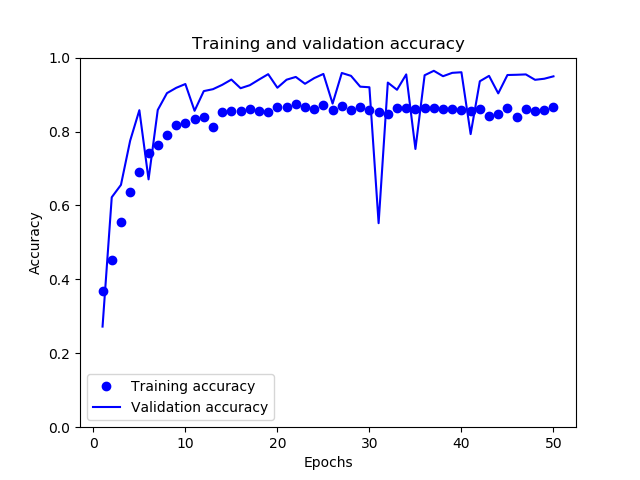 Training and validation accuracy
1.0
0.8
0.6
0.4
0.2
0.0
Accuracy
Training accuracy
Validation accuracy
0 10 20 30 40 50
Epochs